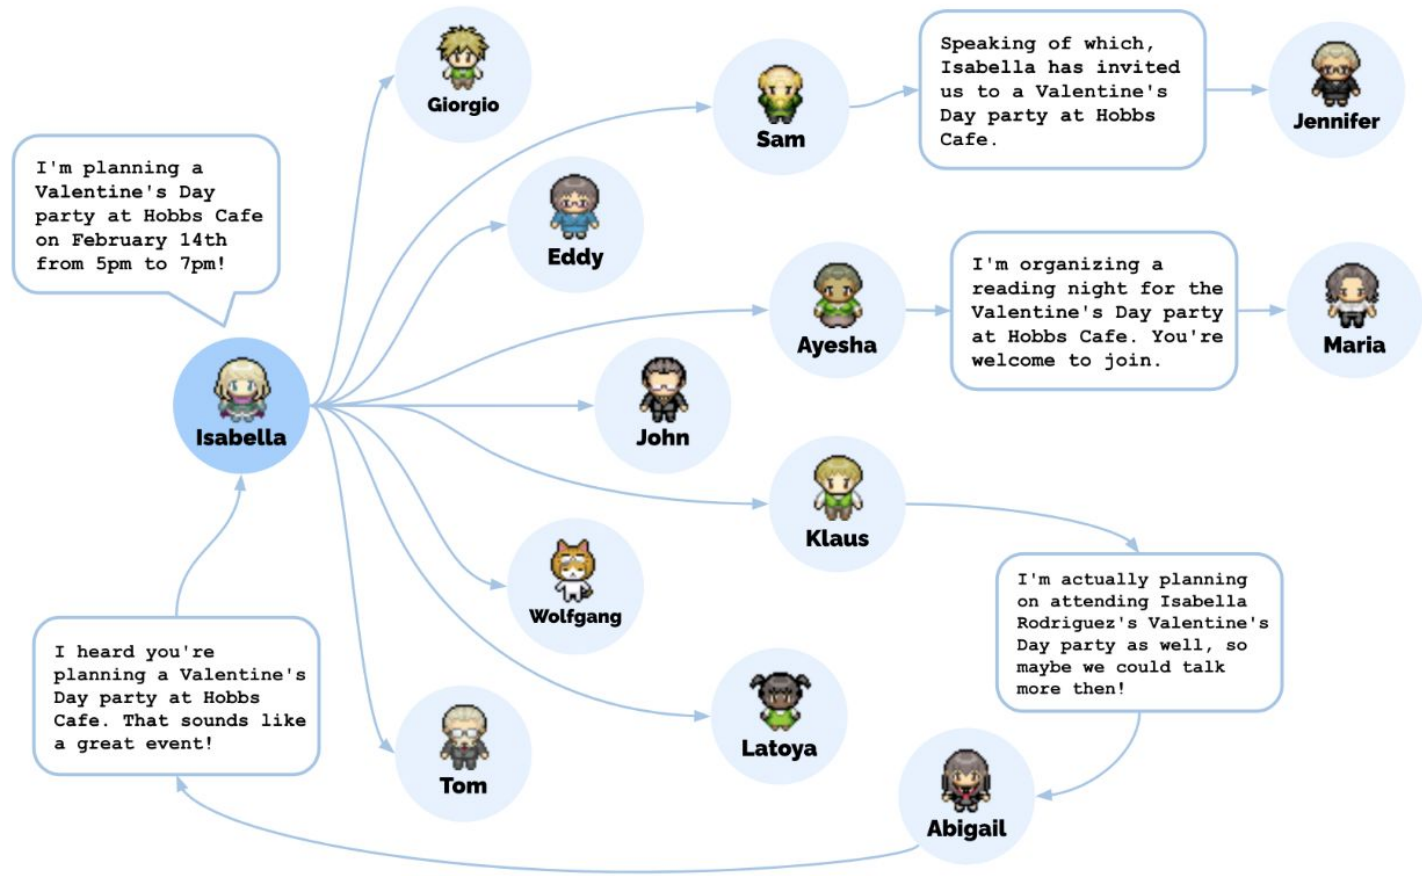 Giorgio
Sam
Speaking of which,
Isabella has invited
us to a Valentine's
Day party at Hobbs
Cafe.
Jennifer
I'm planning a
Valentine's Day
party at Hobbs Cafe
on February 14th
from 5pm to 7pm!
Eddy
Ayesha
I'm organizing a
reading night for the
Valentine's Day party
at Hobbs Cafe. You're
welcome to join.
Maria
Isabella
John
Klaus
Wolfgang
I'm actually planning
on attending Isabella
Rodriguez's Valentine's
Day party as well, so
maybe we could talk
more then!
I heard you're
planning a Valentine's
Day party at Hobbs
Cafe. That sounds like
a great event!
Tom
Latoya
Abigail